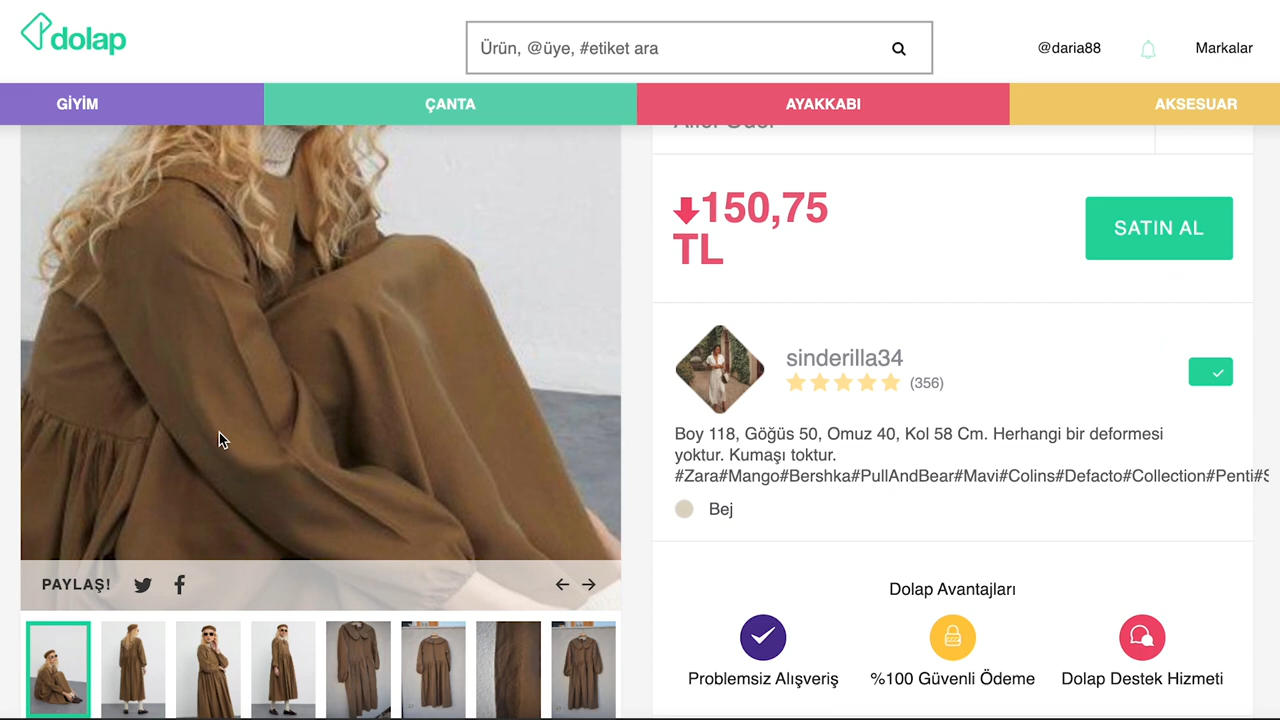 dolap
Ürün, @üye, #etiket ara
@daria88
Markalar
GİYİM
ÇANTA
AYAKKABI
AKSESUAR
150,75
TL
SATIN AL
sinderilla34
(356)
Boy 118, Göğüs 50, Omuz 40, Kol 58 Cm. Herhangi bir deformesi
yoktur. Kumaşı toktur.
#Zara#Mango#Bershka#PullAndBear#Mavi#Colins#Defacto#Collection#Penti#S
Bej
PAYLAŞ!
Dolap Avantajları
Problemsiz Alışveriş
%100 Güvenli Ödeme
Dolap Destek Hizmeti